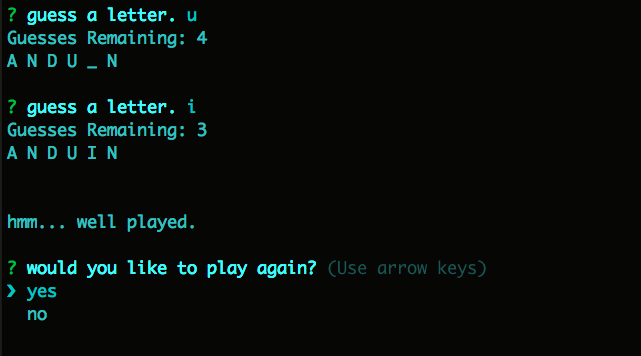 ? guess a letter. u
Guesses Remaining: 4
A N D U _ N
? guess a letter. i
Guesses Remaining: 3
A N D U I N
hmm... well played.
? would you like to play again? (Use arrow keys)
❯ yes
no